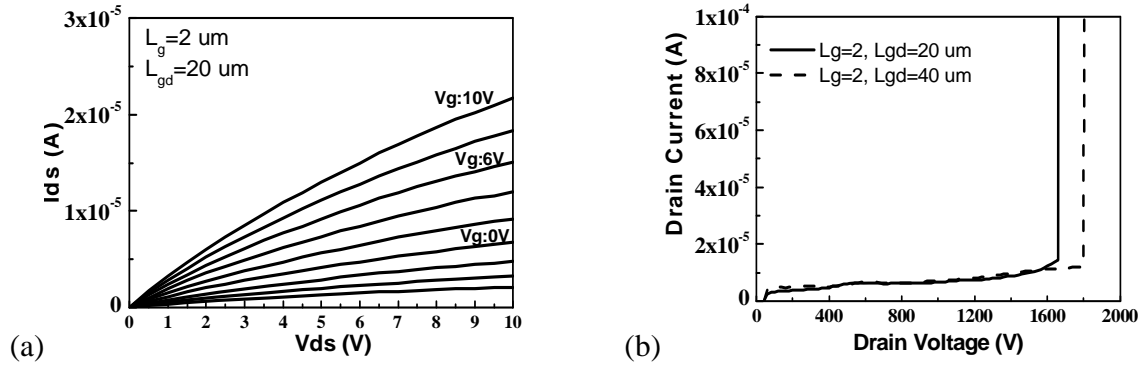 3x10⁻⁵
2x10⁻⁵
1x10⁻⁵
0
Ids (A)
L_g=2 um
L_gd=20 um
Vg:10V
Vg:6V
Vg:0V
0 1 2 3 4 5 6 7 8 9 10
Vds (V)
(a)
1x10⁻⁴
8x10⁻⁵
6x10⁻⁵
4x10⁻⁵
2x10⁻⁵
0
Drain Current (A)
Lg=2, Lgd=20 um
Lg=2, Lgd=40 um
0 400 800 1200 1600 2000
Drain Voltage (V)
(b)